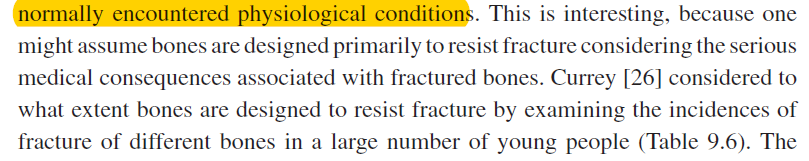 normally encountered physiological conditions. This is interesting, because one
might assume bones are designed primarily to resist fracture considering the serious
medical consequences associated with fractured bones. Currey [26] considered to
what extent bones are designed to resist fracture by examining the incidences of
fracture of different bones in a large number of young people (Table 9.6). The